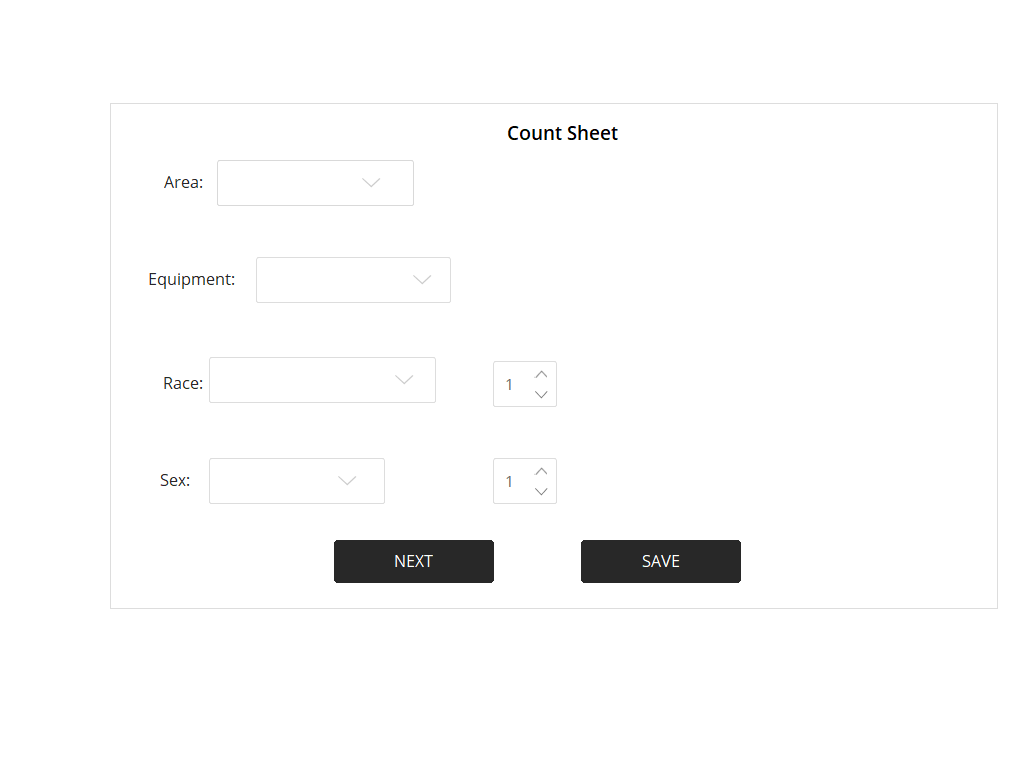 Count Sheet
Area:
Equipment:
Race: 1
Sex: 1
NEXT SAVE